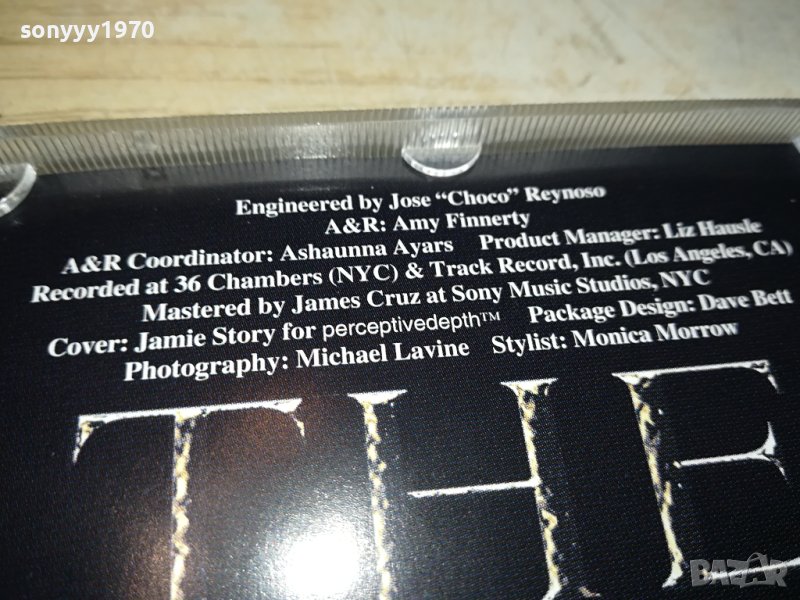 sonyyy1970
Engineered by Jose “Choco” Reynoso
A&R: Amy Finnerty
A&R Coordinator: Ashaunna Ayars Product Manager: Liz Hausle
Recorded at 36 Chambers (NYC) & Track Record, Inc. (Los Angeles, CA)
Mastered by James Cruz at Sony Music Studios, NYC
Cover: Jamie Story for perceptivedepth™ Package Design: Dave Bett
Photography: Michael Lavine Stylist: Monica Morrow
THE
BAZAR